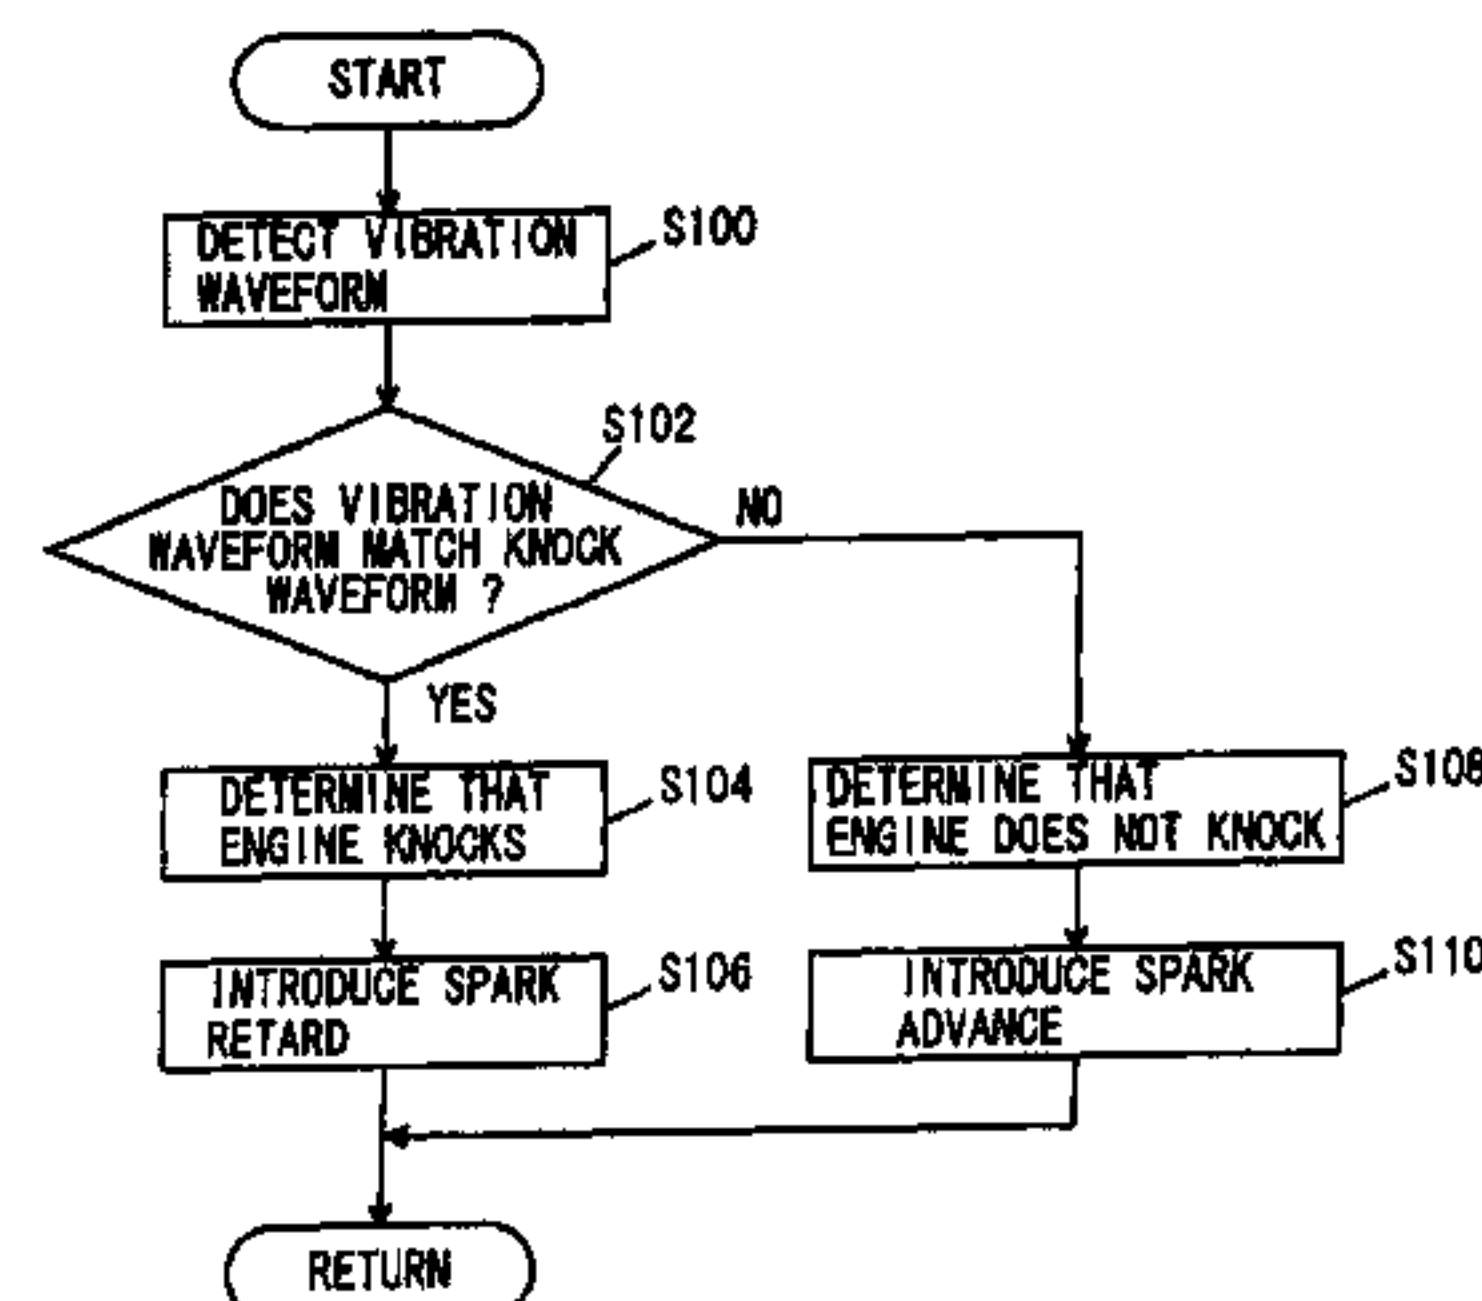 START
DETECT VIBRATION
WAVEFORM
S100
S102
DOES VIBRATION
WAVEFORM MATCH KNOCK
WAVEFORM ?
NO
YES
DETERMINE THAT
ENGINE KNOCKS
S104
DETERMINE THAT
ENGINE DOES NOT KNOCK
S108
INTRODUCE SPARK
RETARD
S106
INTRODUCE SPARK
ADVANCE
S110
RETURN